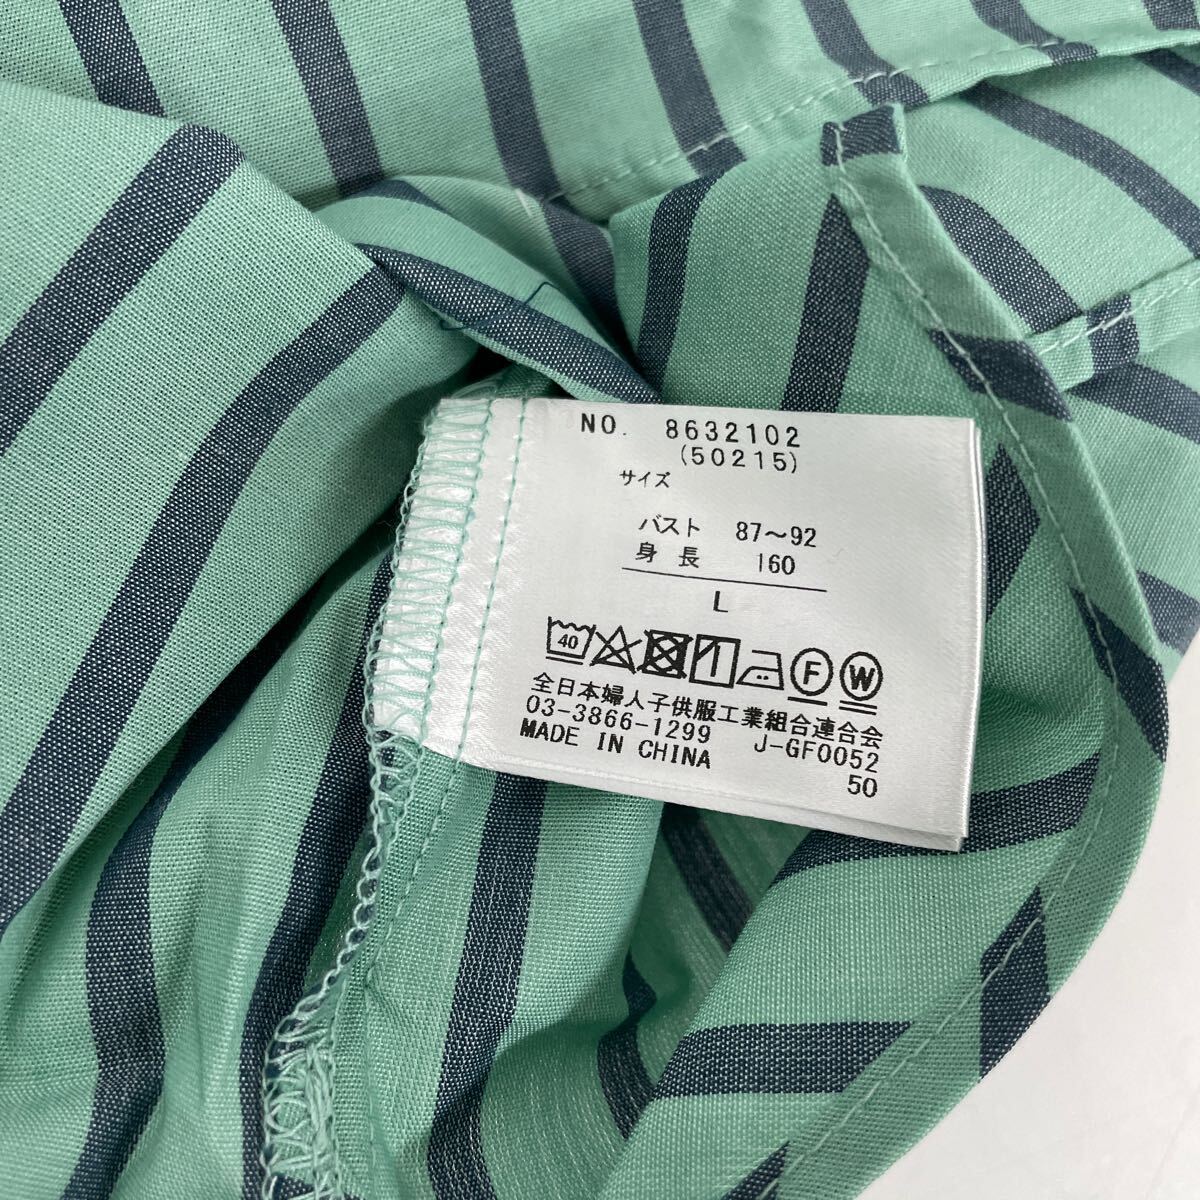 NO. 8632102
(50215)
サイズ
バスト 87～92
身長 160
L
40 F W
全日本婦人子供服工業組合連合会
03-3866-1299 J-GF0052
MADE IN CHINA 50